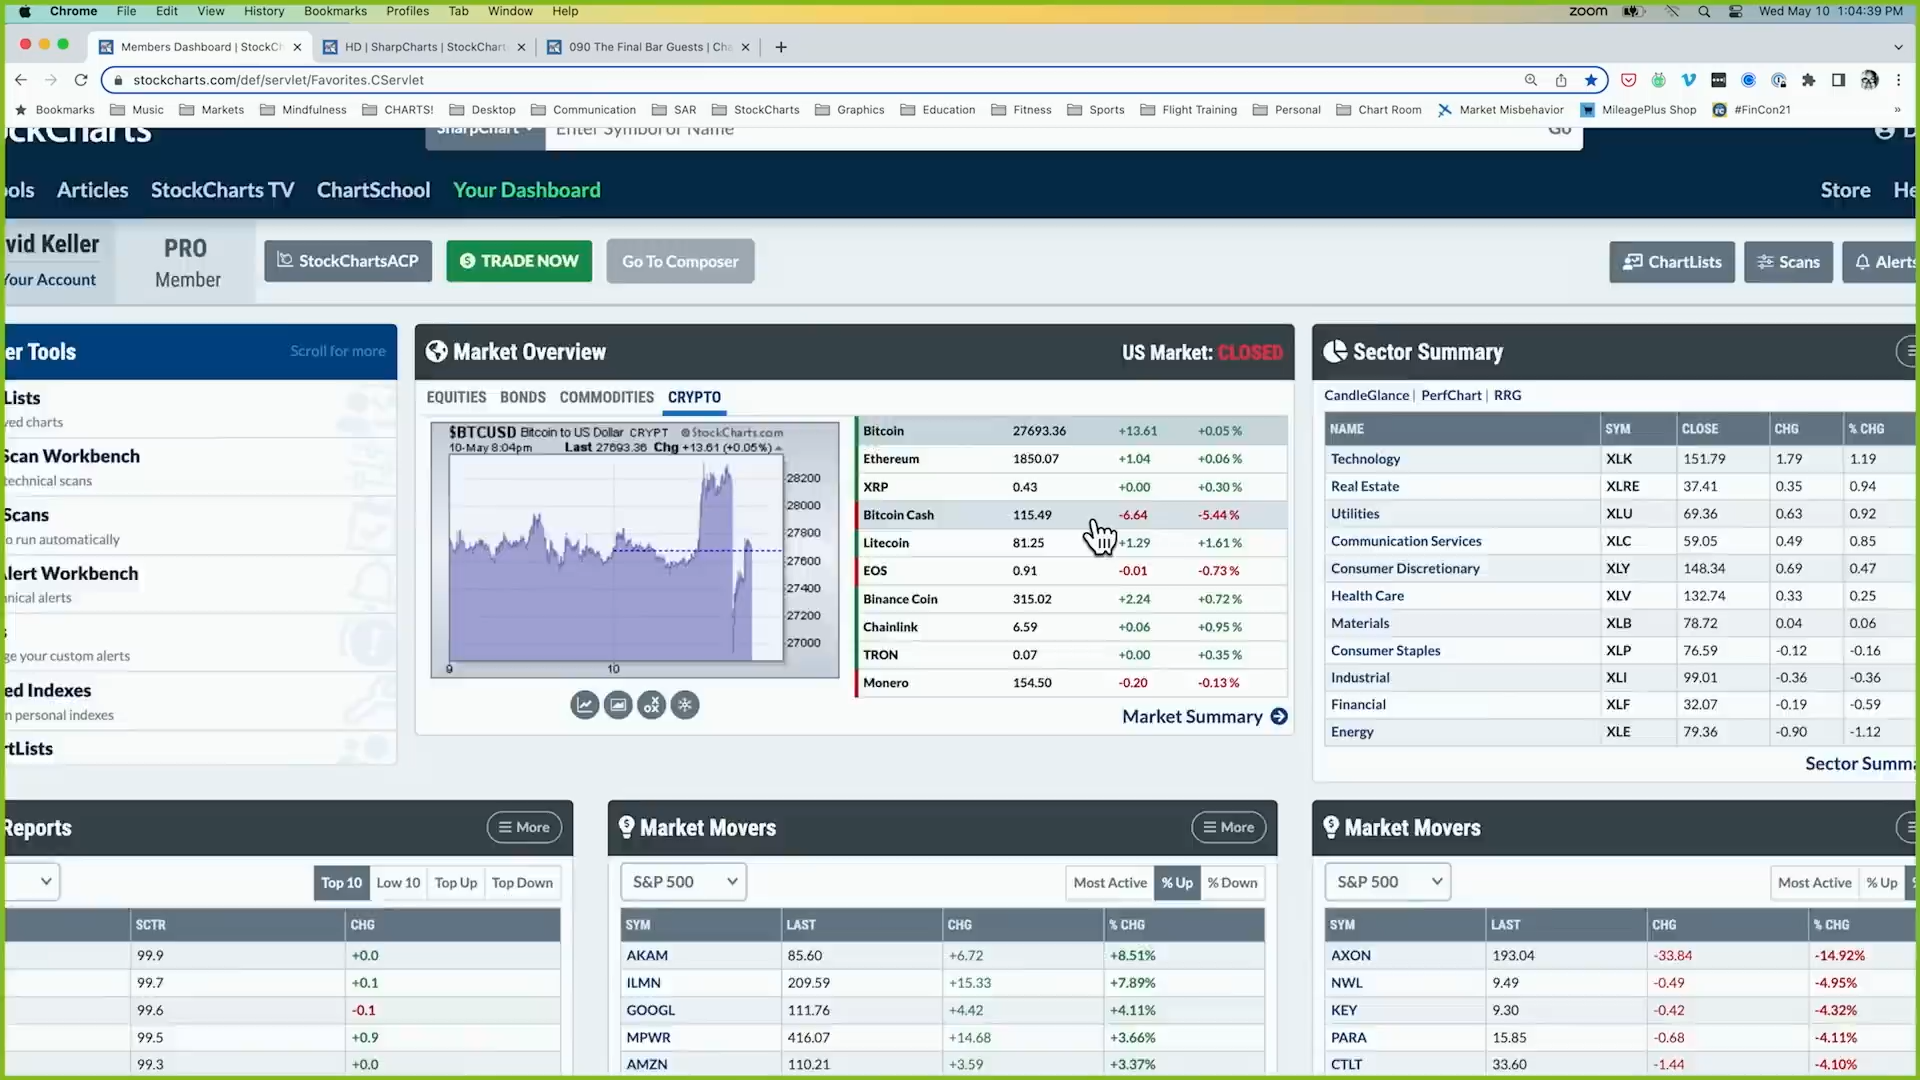 Chrome File Edit View History Bookmarks Profiles Tab Window Help zoom Wed May 10 1:04:39 PM
Members Dashboard | StockCh HD | SharpCharts | StockChart 090 The Final Bar Guests | Cha
stockcharts.com/def/servlet/Favorites.CServlet
Bookmarks Music Markets Mindfulness CHARTS! Desktop Communication SAR StockCharts Graphics Education Fitness Sports Flight Training Personal Chart Room Market Misbehavior MileagePlus Shop #FinCon21 »
ckCharts SharpChart Enter Symbol or Name Go D
ols Articles StockCharts TV ChartSchool Your Dashboard Store He
vid Keller
Your Account
PRO
Member
StockChartsACP TRADE NOW Go To Composer ChartLists Scans Alerts
er Tools Scroll for more
Lists
ved charts
Scan Workbench
technical scans
Scans
o run automatically
Alert Workbench
nical alerts
s
ge your custom alerts
ed Indexes
n personal indexes
rtLists
Market Overview US Market: CLOSED
EQUITIES BONDS COMMODITIES CRYPTO
$BTCUSD Bitcoin to US Dollar CRYPT @StockCharts.com
10-May 8:04pm Last 27693.36 Chg +13.61 (+0.05%)
28200
28000
27800
27600
27400
27200
27000
9 10
Bitcoin 27693.36 +13.61 +0.05 %
Ethereum 1850.07 +1.04 +0.06 %
XRP 0.43 +0.00 +0.30 %
Bitcoin Cash 115.49 -6.64 -5.44 %
Litecoin 81.25 +1.29 +1.61 %
EOS 0.91 -0.01 -0.73 %
Binance Coin 315.02 +2.24 +0.72 %
Chainlink 6.59 +0.06 +0.95 %
TRON 0.07 +0.00 +0.35 %
Monero 154.50 -0.20 -0.13 %
Market Summary
Sector Summary
CandleGlance | PerfChart | RRG
NAME SYM CLOSE CHG % CHG
Technology XLK 151.79 1.79 1.19
Real Estate XLRE 37.41 0.35 0.94
Utilities XLU 69.36 0.63 0.92
Communication Services XLC 59.05 0.49 0.85
Consumer Discretionary XLY 148.34 0.69 0.47
Health Care XLV 132.74 0.33 0.25
Materials XLB 78.72 0.04 0.06
Consumer Staples XLP 76.59 -0.12 -0.16
Industrial XLI 99.01 -0.36 -0.36
Financial XLF 32.07 -0.19 -0.59
Energy XLE 79.36 -0.90 -1.12
Sector Summa
Reports More
Top 10 Low 10 Top Up Top Down
SCTR CHG
99.9 +0.0
99.7 +0.1
99.6 -0.1
99.5 +0.9
99.3 +0.0
Market Movers More
S&P 500 Most Active % Up % Down
SYM LAST CHG % CHG
AKAM 85.60 +6.72 +8.51%
ILMN 209.59 +15.33 +7.89%
GOOGL 111.76 +4.42 +4.11%
MPWR 416.07 +14.68 +3.66%
AMZN 110.21 +3.59 +3.37%
Market Movers
S&P 500 Most Active % Up %
SYM LAST CHG % CHG
AXON 193.04 -33.84 -14.92%
NWL 9.49 -0.49 -4.95%
KEY 9.30 -0.42 -4.32%
PARA 15.85 -0.68 -4.11%
CTLT 33.60 -1.44 -4.10%